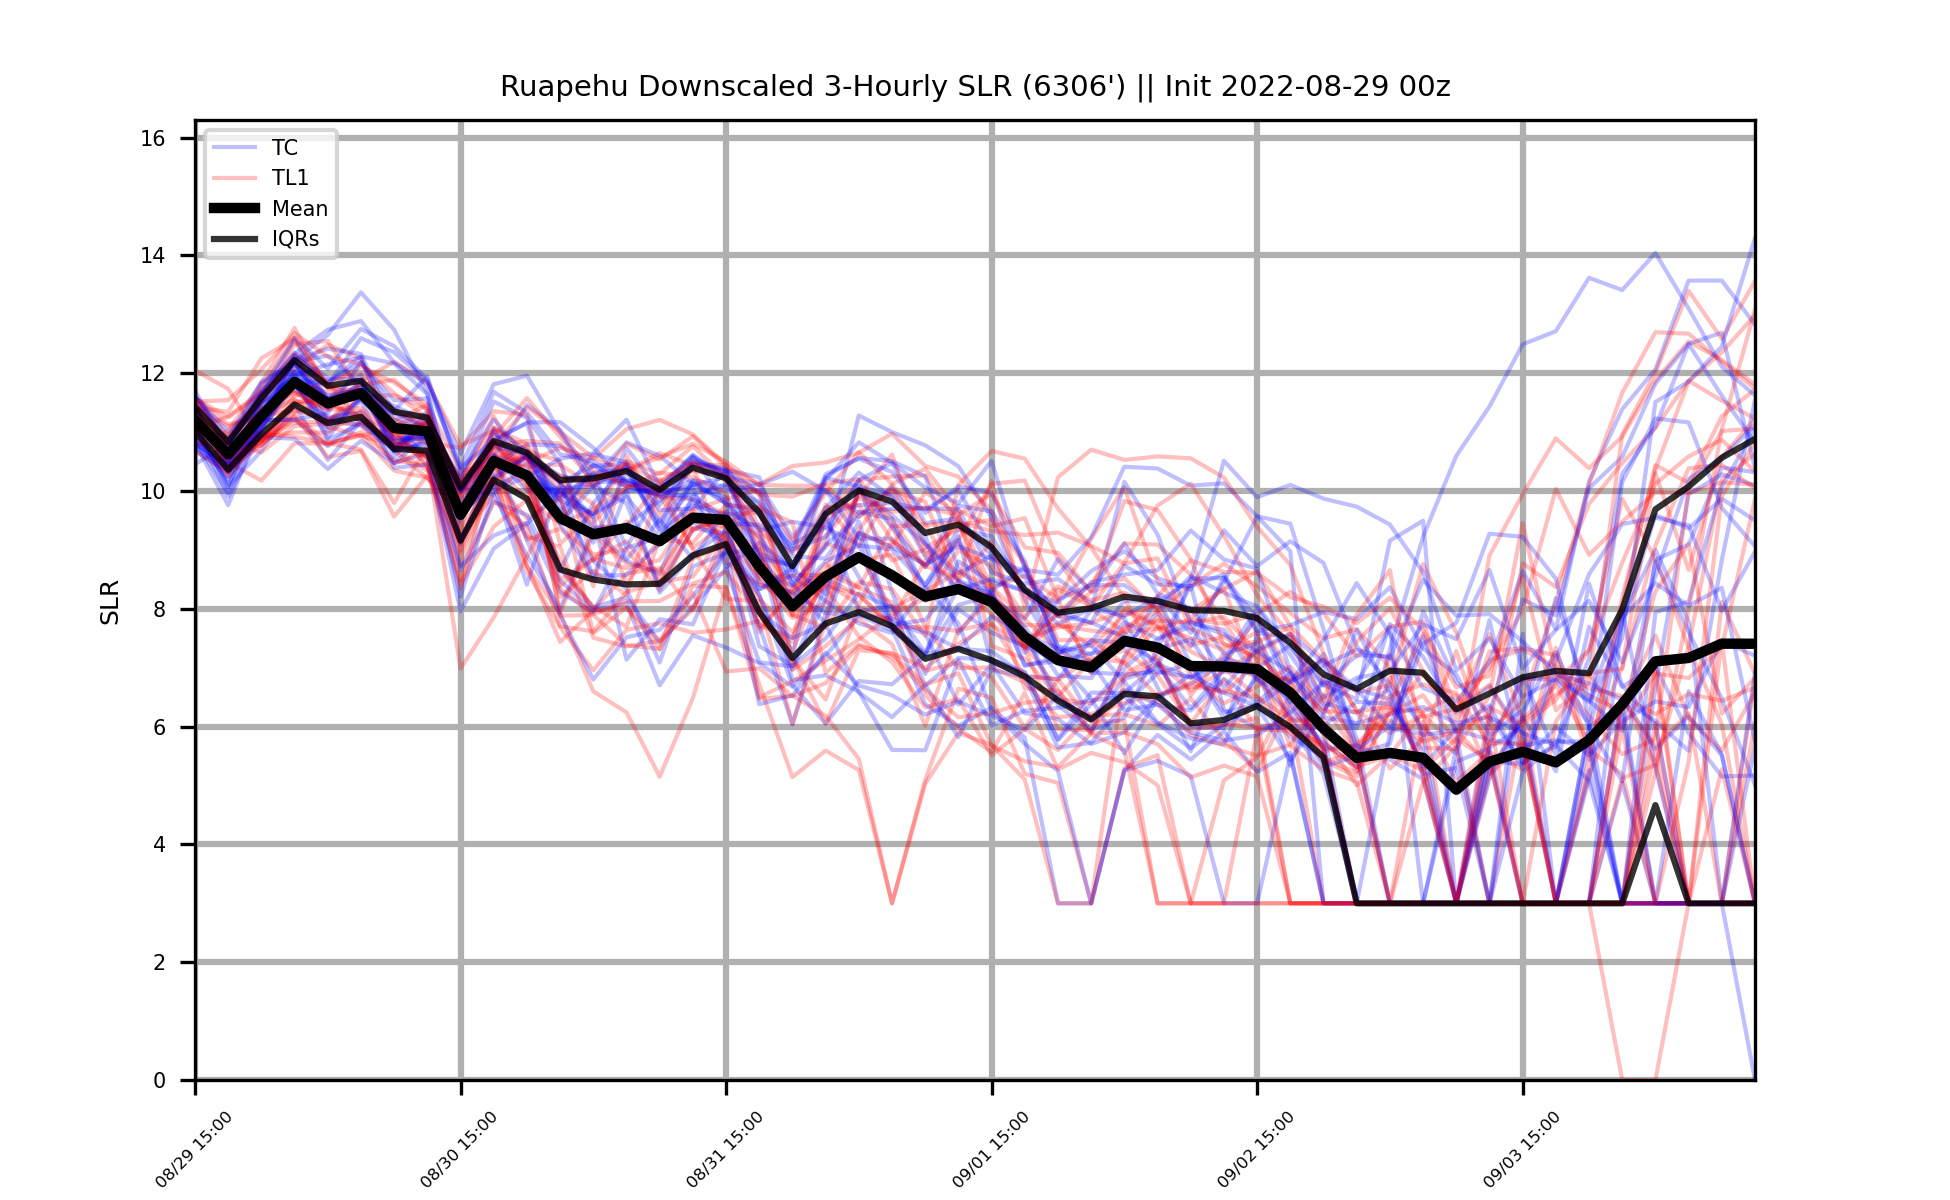 Ruapehu Downscaled 3-Hourly SLR (6306') || Init 2022-08-29 00z
TC
TL1
Mean
IQRs
SLR
16
14
12
10
8
6
4
2
0
08/29 15:00
08/30 15:00
08/31 15:00
09/01 15:00
09/02 15:00
09/03 15:00